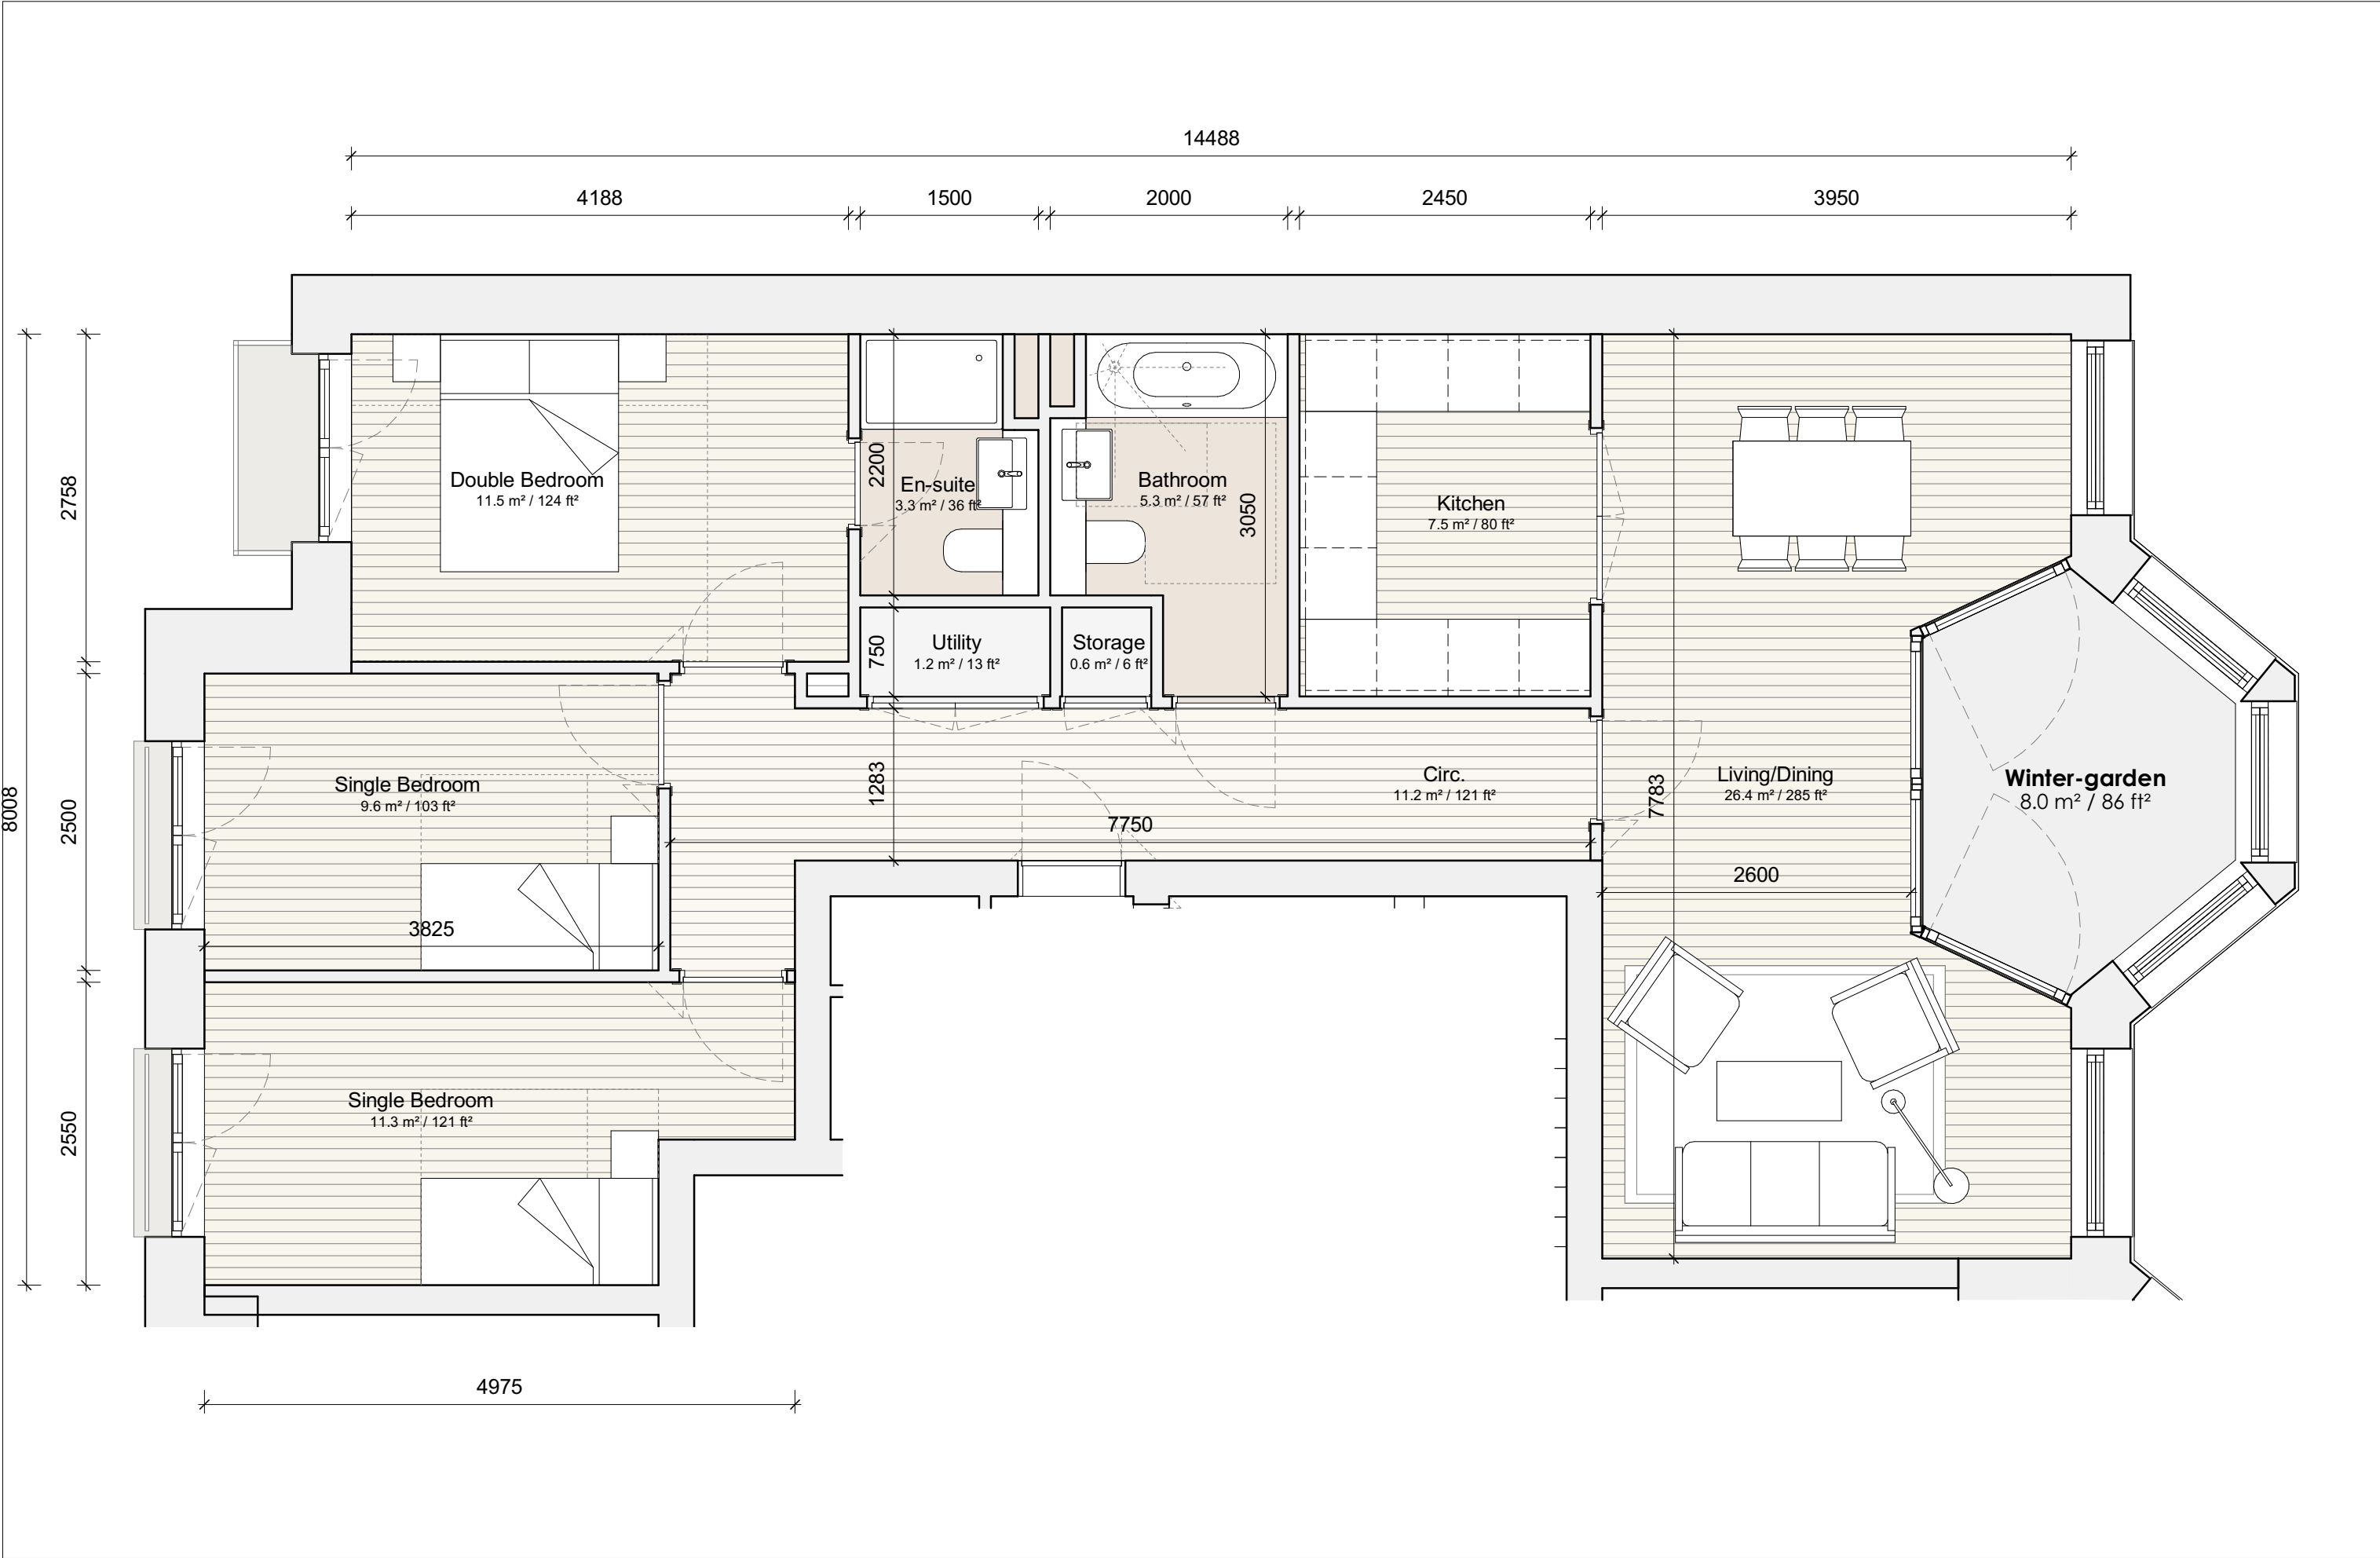 14488
4188
1500
2000
2450
3950
8008
2758
2500
2550
Double Bedroom
11.5 m² / 124 ft²
2200
En-suite
3.3 m² / 36 ft²
Bathroom
5.3 m² / 57 ft²
3050
Kitchen
7.5 m² / 80 ft²
750
Utility
1.2 m² / 13 ft²
Storage
0.6 m² / 6 ft²
Single Bedroom
9.6 m² / 103 ft²
1283
7750
Circ.
11.2 m² / 121 ft²
7783
Living/Dining
26.4 m² / 285 ft²
Winter-garden
8.0 m² / 86 ft²
2600
3825
Single Bedroom
11.3 m² / 121 ft²
4975